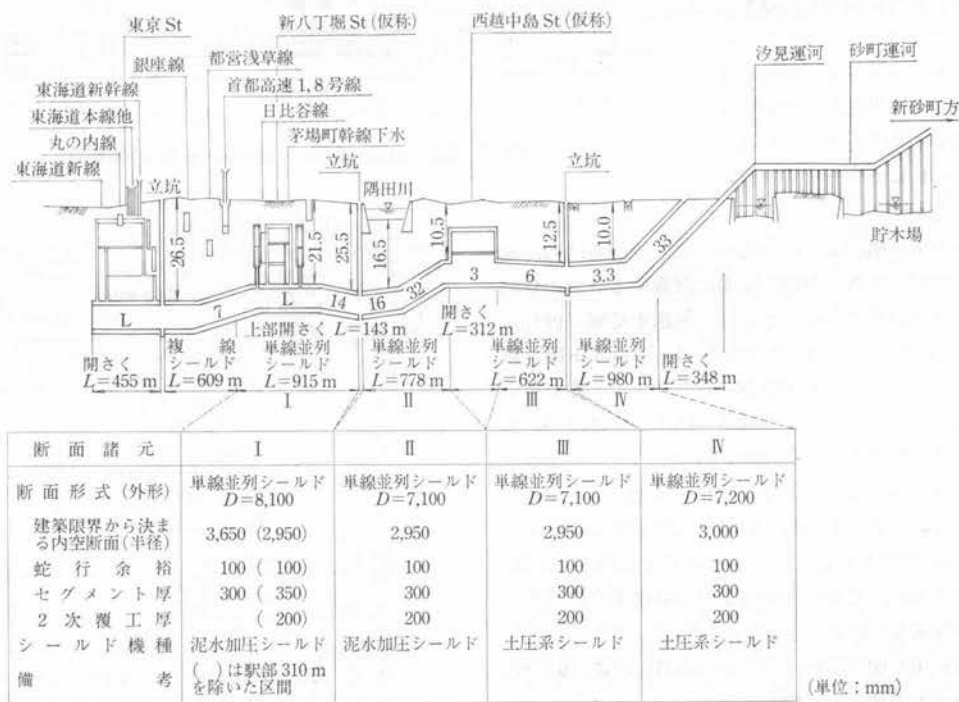 東京 St
新八丁堀 St (仮称)
西越中島 St (仮称)
汐見運河
砂町運河
銀座線
都営浅草線
新砂町方
東海道新幹線
首都高速 1, 8 号線
東海道本線他
日比谷線
丸の内線
茅場町幹線下水
東海道新線
立坑
立坑
隅田川
立坑
貯木場
26.5
21.5
25.5
16.5
10.5
12.5
10.0
33
L
7
L
14
16
32
3
6
3.3
上部開さく L=143 m
開さく
L=312 m
開さく
L=455 m
複線
シールド
L=609 m
単線並列
シールド
L=915 m
単線並列
シールド
L=778 m
単線並列
シールド
L=622 m
単線並列
シールド
L=980 m
開さく
L=348 m
I
II
III
IV
断面諸元 I II III IV
断面形式 (外形) 単線並列シールド 単線並列シールド 単線並列シールド 単線並列シールド
D=8,100 D=7,100 D=7,100 D=7,200
建築限界から決ま
る内空断面(半径) 3,650 (2,950) 2,950 2,950 3,000
蛇行余裕 100 ( 100) 100 100 100
セグメント厚 300 ( 350) 300 300 300
2 次覆工厚 ( 200) 200 200 200
シールド機種 泥水加圧シールド 泥水加圧シールド 土圧系シールド 土圧系シールド
備考 ( )は駅部 310 m
を除いた区間
(単位；mm)